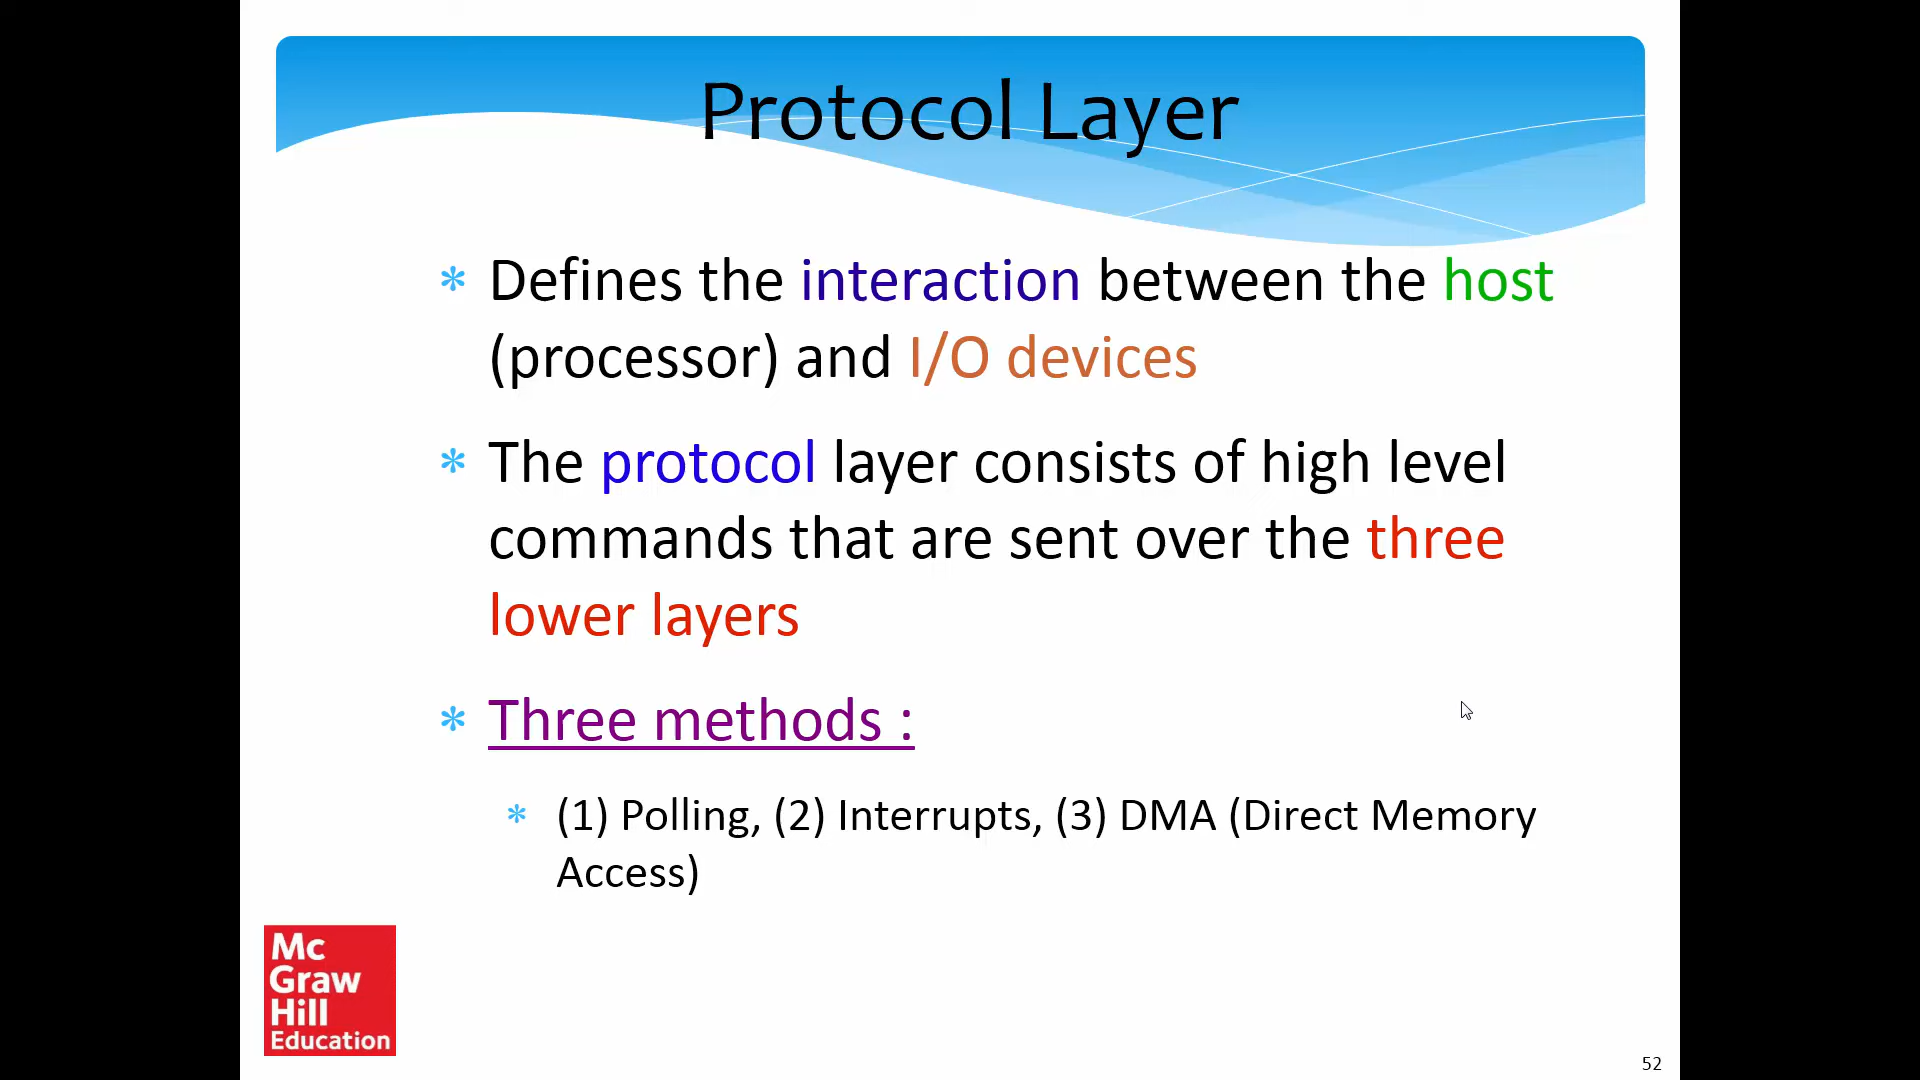 Protocol Layer
* Defines the interaction between the host
(processor) and I/O devices
* The protocol layer consists of high level
commands that are sent over the three
lower layers
* Three methods :
* (1) Polling, (2) Interrupts, (3) DMA (Direct Memory
Access)
Mc
Graw
Hill
Education
52